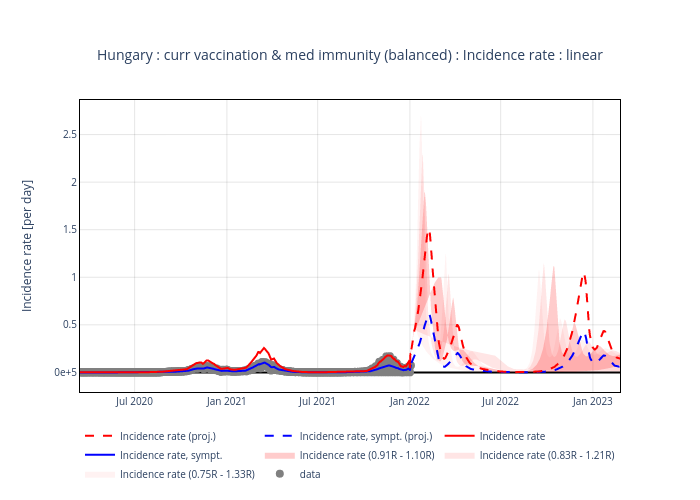 Hungary : curr vaccination & med immunity (balanced) : Incidence rate : linear
Incidence rate [per day]
2.5
2
1.5
1
0.5
0e+5
Jul 2020
Jan 2021
Jul 2021
Jan 2022
Jul 2022
Jan 2023
Incidence rate (proj.)
Incidence rate, sympt. (proj.)
Incidence rate
Incidence rate, sympt.
Incidence rate (0.91R - 1.10R)
Incidence rate (0.83R - 1.21R)
Incidence rate (0.75R - 1.33R)
data